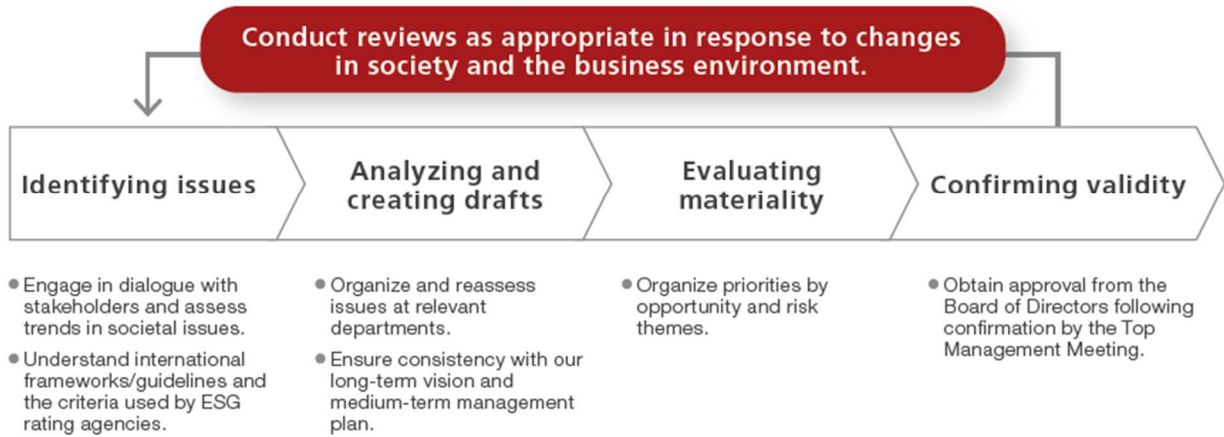 Conduct reviews as appropriate in response to changes
in society and the business environment.
Identifying issues
Analyzing and
creating drafts
Evaluating
materiality
Confirming validity
● Engage in dialogue with
stakeholders and assess
trends in societal issues.
● Understand international
frameworks/guidelines and
the criteria used by ESG
rating agencies.
● Organize and reassess
issues at relevant
departments.
● Ensure consistency with our
long-term vision and
medium-term management
plan.
● Organize priorities by
opportunity and risk
themes.
● Obtain approval from the
Board of Directors following
confirmation by the Top
Management Meeting.